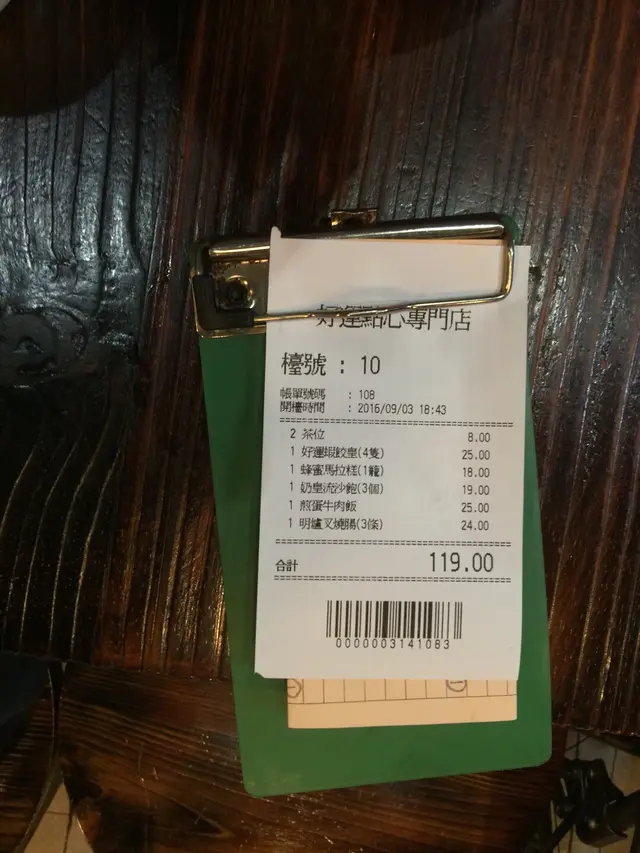 好運點心專門店
檯號 : 10
帳單號碼 : 108
開檯時間 : 2016/09/03 18:43
2 茶位 8.00
1 好運蝦餃皇(4隻) 25.00
1 蜂蜜馬拉糕(1籠) 18.00
1 奶皇流沙飽(3個) 19.00
1 煎蛋牛肉飯 25.00
1 明爐叉燒腸(3條) 24.00
合計 119.00
0000003141083